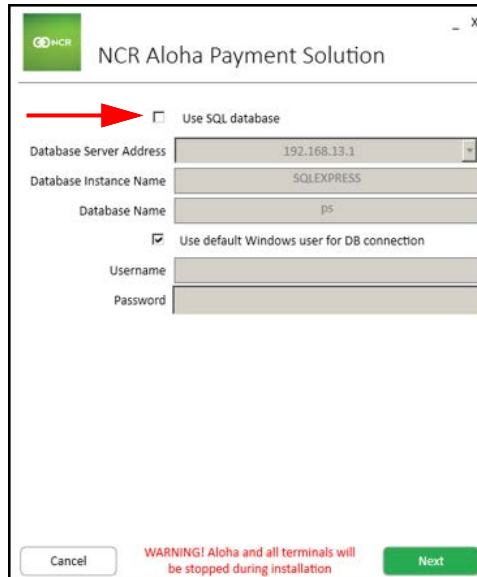 _ X
NCR
NCR Aloha Payment Solution
Use SQL database
Database Server Address 192.168.13.1
Database Instance Name SQLEXPRESS
Database Name ps
Use default Windows user for DB connection
Username
Password
Cancel
WARNING! Aloha and all terminals will
be stopped during installation
Next